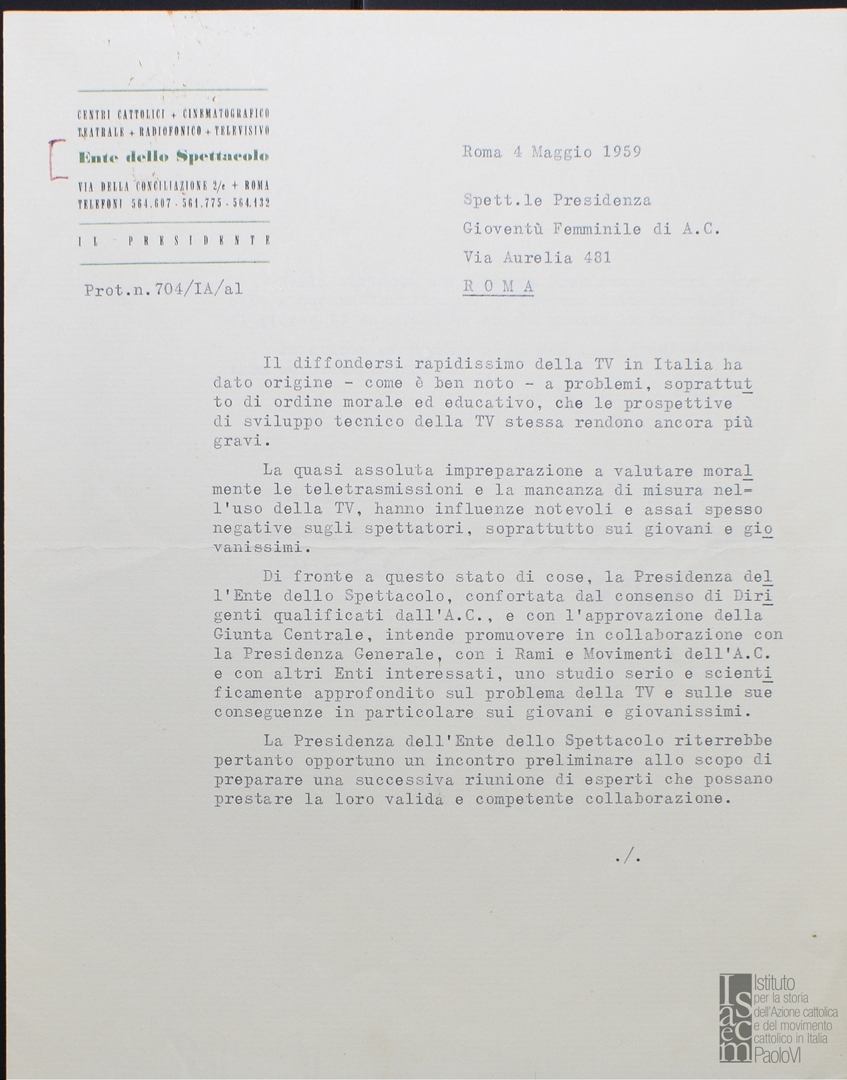 CENTRI CATTOLICI + CINEMATOGRAFICO
TEATRALE + RADIOFONICO + TELEVISIVO
Ente dello Spettacolo
VIA DELLA CONCILIAZIONE 2/c + ROMA
TELEFONI 564.607 - 561.775 - 564.132
IL PRESIDENTE
Prot.n.704/IA/al
Roma 4 Maggio 1959
Spett.le Presidenza
Gioventù Femminile di A.C.
Via Aurelia 481
R O M A
Il diffondersi rapidissimo della TV in Italia ha
dato origine - come è ben noto - a problemi, soprattut
to di ordine morale ed educativo, che le prospettive
di sviluppo tecnico della TV stessa rendono ancora più
gravi.
La quasi assoluta impreparazione a valutare moral
mente le teletrasmissioni e la mancanza di misura nel=
l'uso della TV, hanno influenze notevoli e assai spesso
negative sugli spettatori, soprattutto sui giovani e gio
vanissimi.
Di fronte a questo stato di cose, la Presidenza del
l'Ente dello Spettacolo, confortata dal consenso di Diri
genti qualificati dall'A.C., e con l'approvazione della
Giunta Centrale, intende promuovere in collaborazione con
la Presidenza Generale, con i Rami e Movimenti dell'A.C.
e con altri Enti interessati, uno studio serio e scienti
ficamente approfondito sul problema della TV e sulle sue
conseguenze in particolare sui giovani e giovanissimi.
La Presidenza dell'Ente dello Spettacolo riterrebbe
pertanto opportuno un incontro preliminare allo scopo di
preparare una successiva riunione di esperti che possano
prestare la loro valida e competente collaborazione.
./.
Isacem
Istituto
per la storia
dell'Azione cattolica
e del movimento
cattolico in Italia
PaoloVI